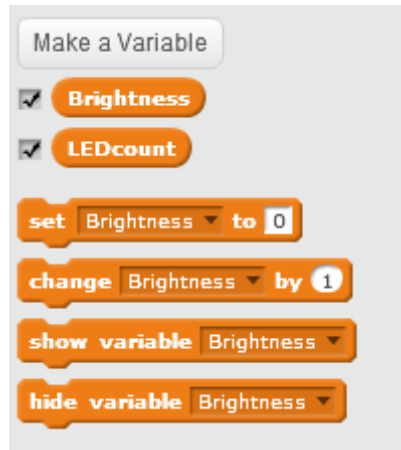 Make a Variable
Brightness
LEDcount
set Brightness to 0
change Brightness by 1
show variable Brightness
hide variable Brightness